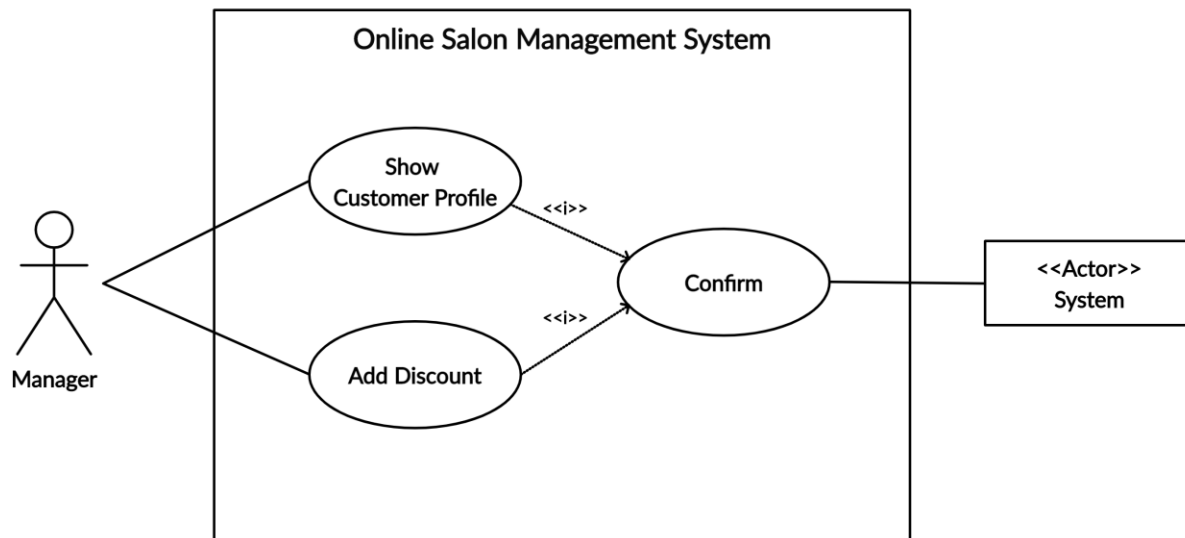 Online Salon Management System
Show
Customer Profile
<<i>>
Confirm
<<Actor>>
System
<<i>>
Add Discount
Manager